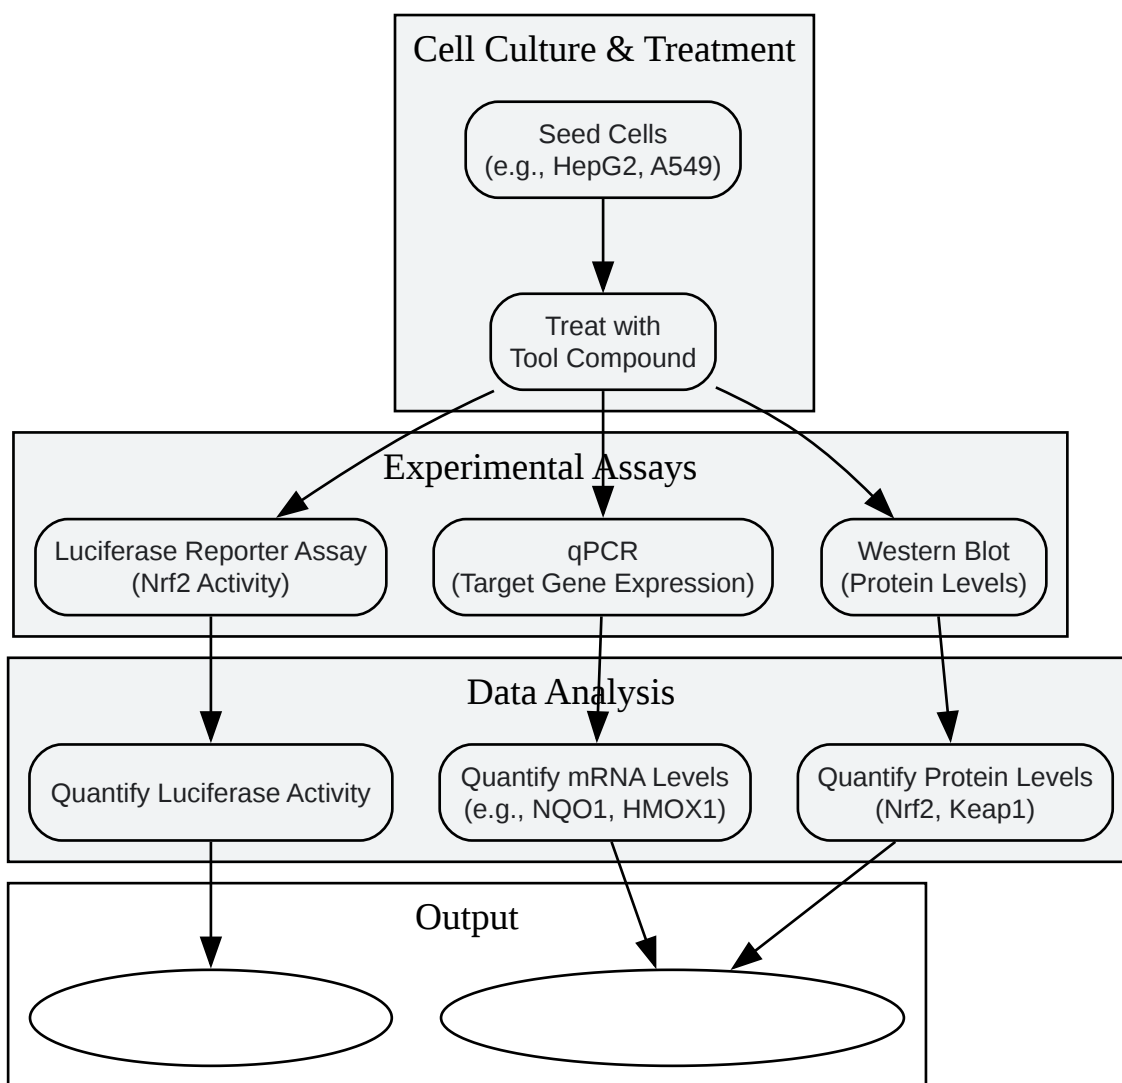 Cell Culture & Treatment
Seed Cells
(e.g., HepG2, A549)
Treat with
Tool Compound
Experimental Assays
Luciferase Reporter Assay
(Nrf2 Activity)
qPCR
(Target Gene Expression)
Western Blot
(Protein Levels)
Data Analysis
Quantify Luciferase Activity
Quantify mRNA Levels
(e.g., NQO1, HMOX1)
Quantify Protein Levels
(Nrf2, Keap1)
Output